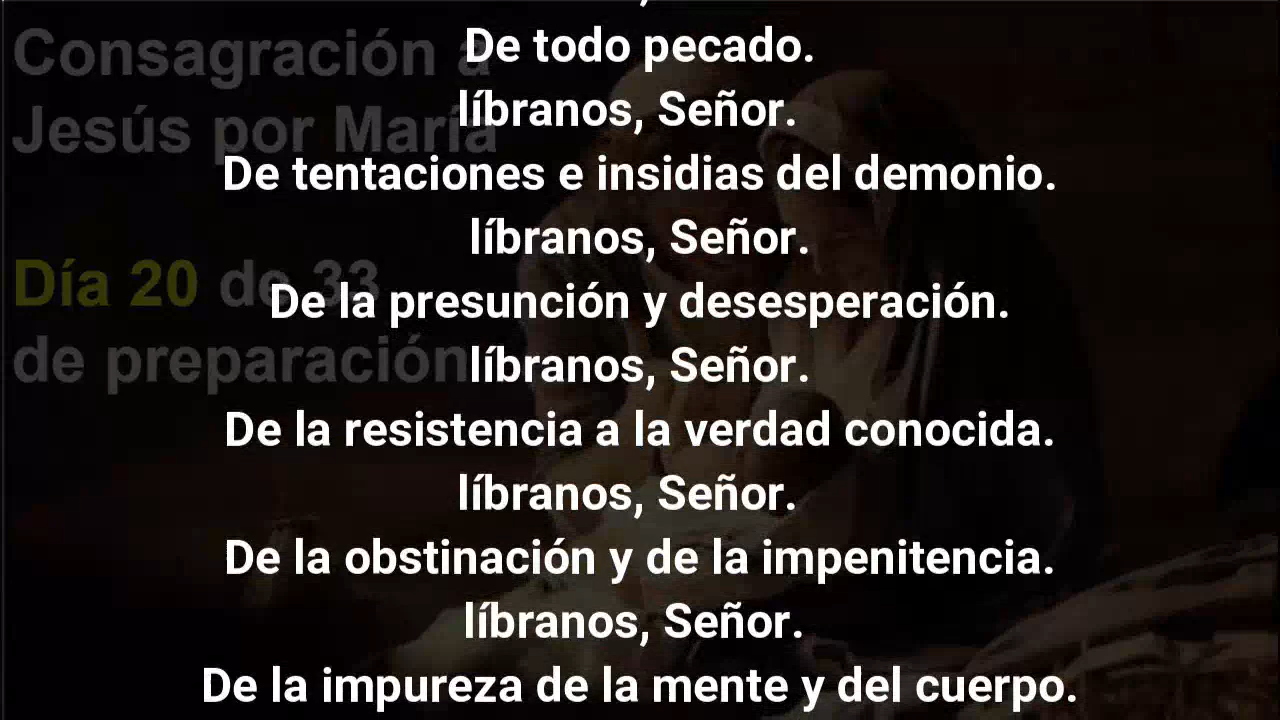 Consagración a
Jesús por María
Día 20 de 33
de preparación
De todo pecado.
líbranos, Señor.
De tentaciones e insidias del demonio.
líbranos, Señor.
De la presunción y desesperación.
líbranos, Señor.
De la resistencia a la verdad conocida.
líbranos, Señor.
De la obstinación y de la impenitencia.
líbranos, Señor.
De la impureza de la mente y del cuerpo.